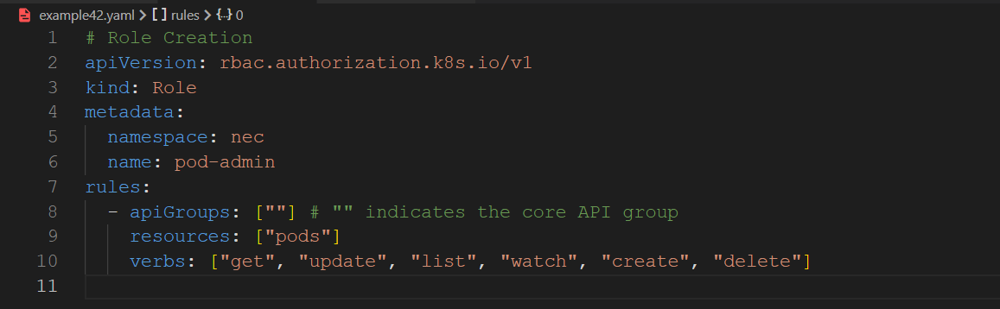 example42.yaml > [ ] rules > {..} 0
1 # Role Creation
2 apiVersion: rbac.authorization.k8s.io/v1
3 kind: Role
4 metadata:
5   namespace: nec
6   name: pod-admin
7 rules:
8   - apiGroups: [""] # "" indicates the core API group
9     resources: ["pods"]
10     verbs: ["get", "update", "list", "watch", "create", "delete"]
11